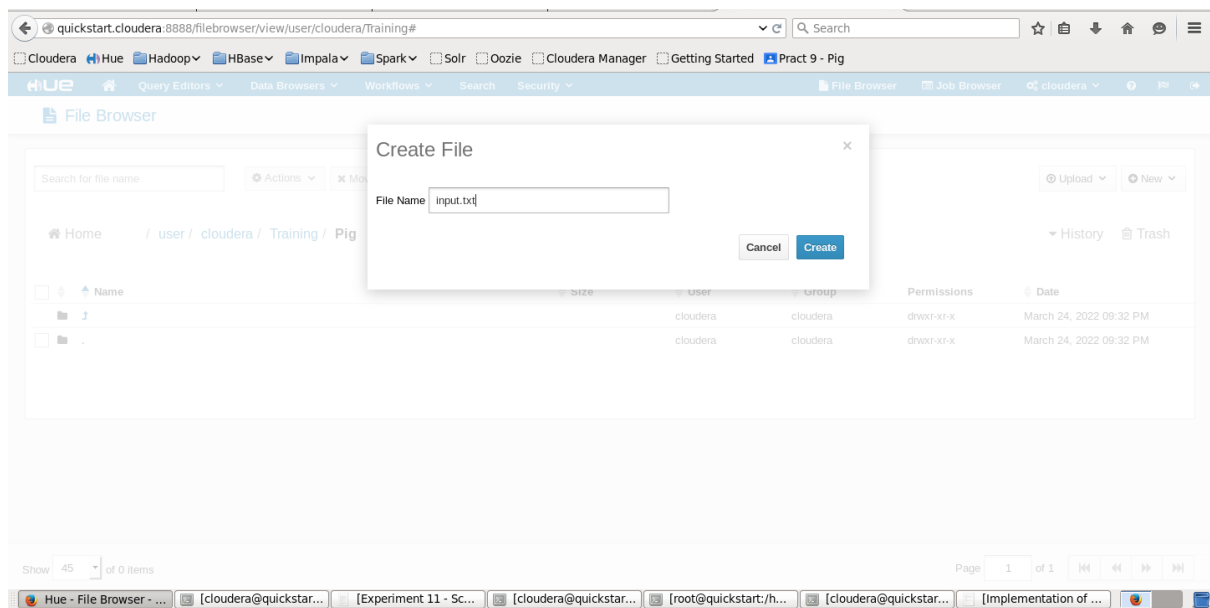 quickstart.cloudera:8888/filebrowser/view/user/cloudera/Training# Search
Cloudera Hue Hadoop HBase Impala Spark Solr Oozie Cloudera Manager Getting Started Pract 9 - Pig
HUE Query Editors Data Browsers Workflows Search Security File Browser Job Browser cloudera
File Browser
Create File ×
Search for file name Actions Mov Upload New
File Name input.txt
Home / user / cloudera / Training / Pig History Trash
Cancel Create
Name Size User Group Permissions Date
cloudera cloudera drwxr-xr-x March 24, 2022 09:32 PM
. cloudera cloudera drwxr-xr-x March 24, 2022 09:32 PM
Show 45 of 0 items Page 1 of 1
Hue - File Browser - ... [cloudera@quickstar... [Experiment 11 - Sc... [cloudera@quickstar... [root@quickstart:/h... [cloudera@quickstar... [Implementation of ...